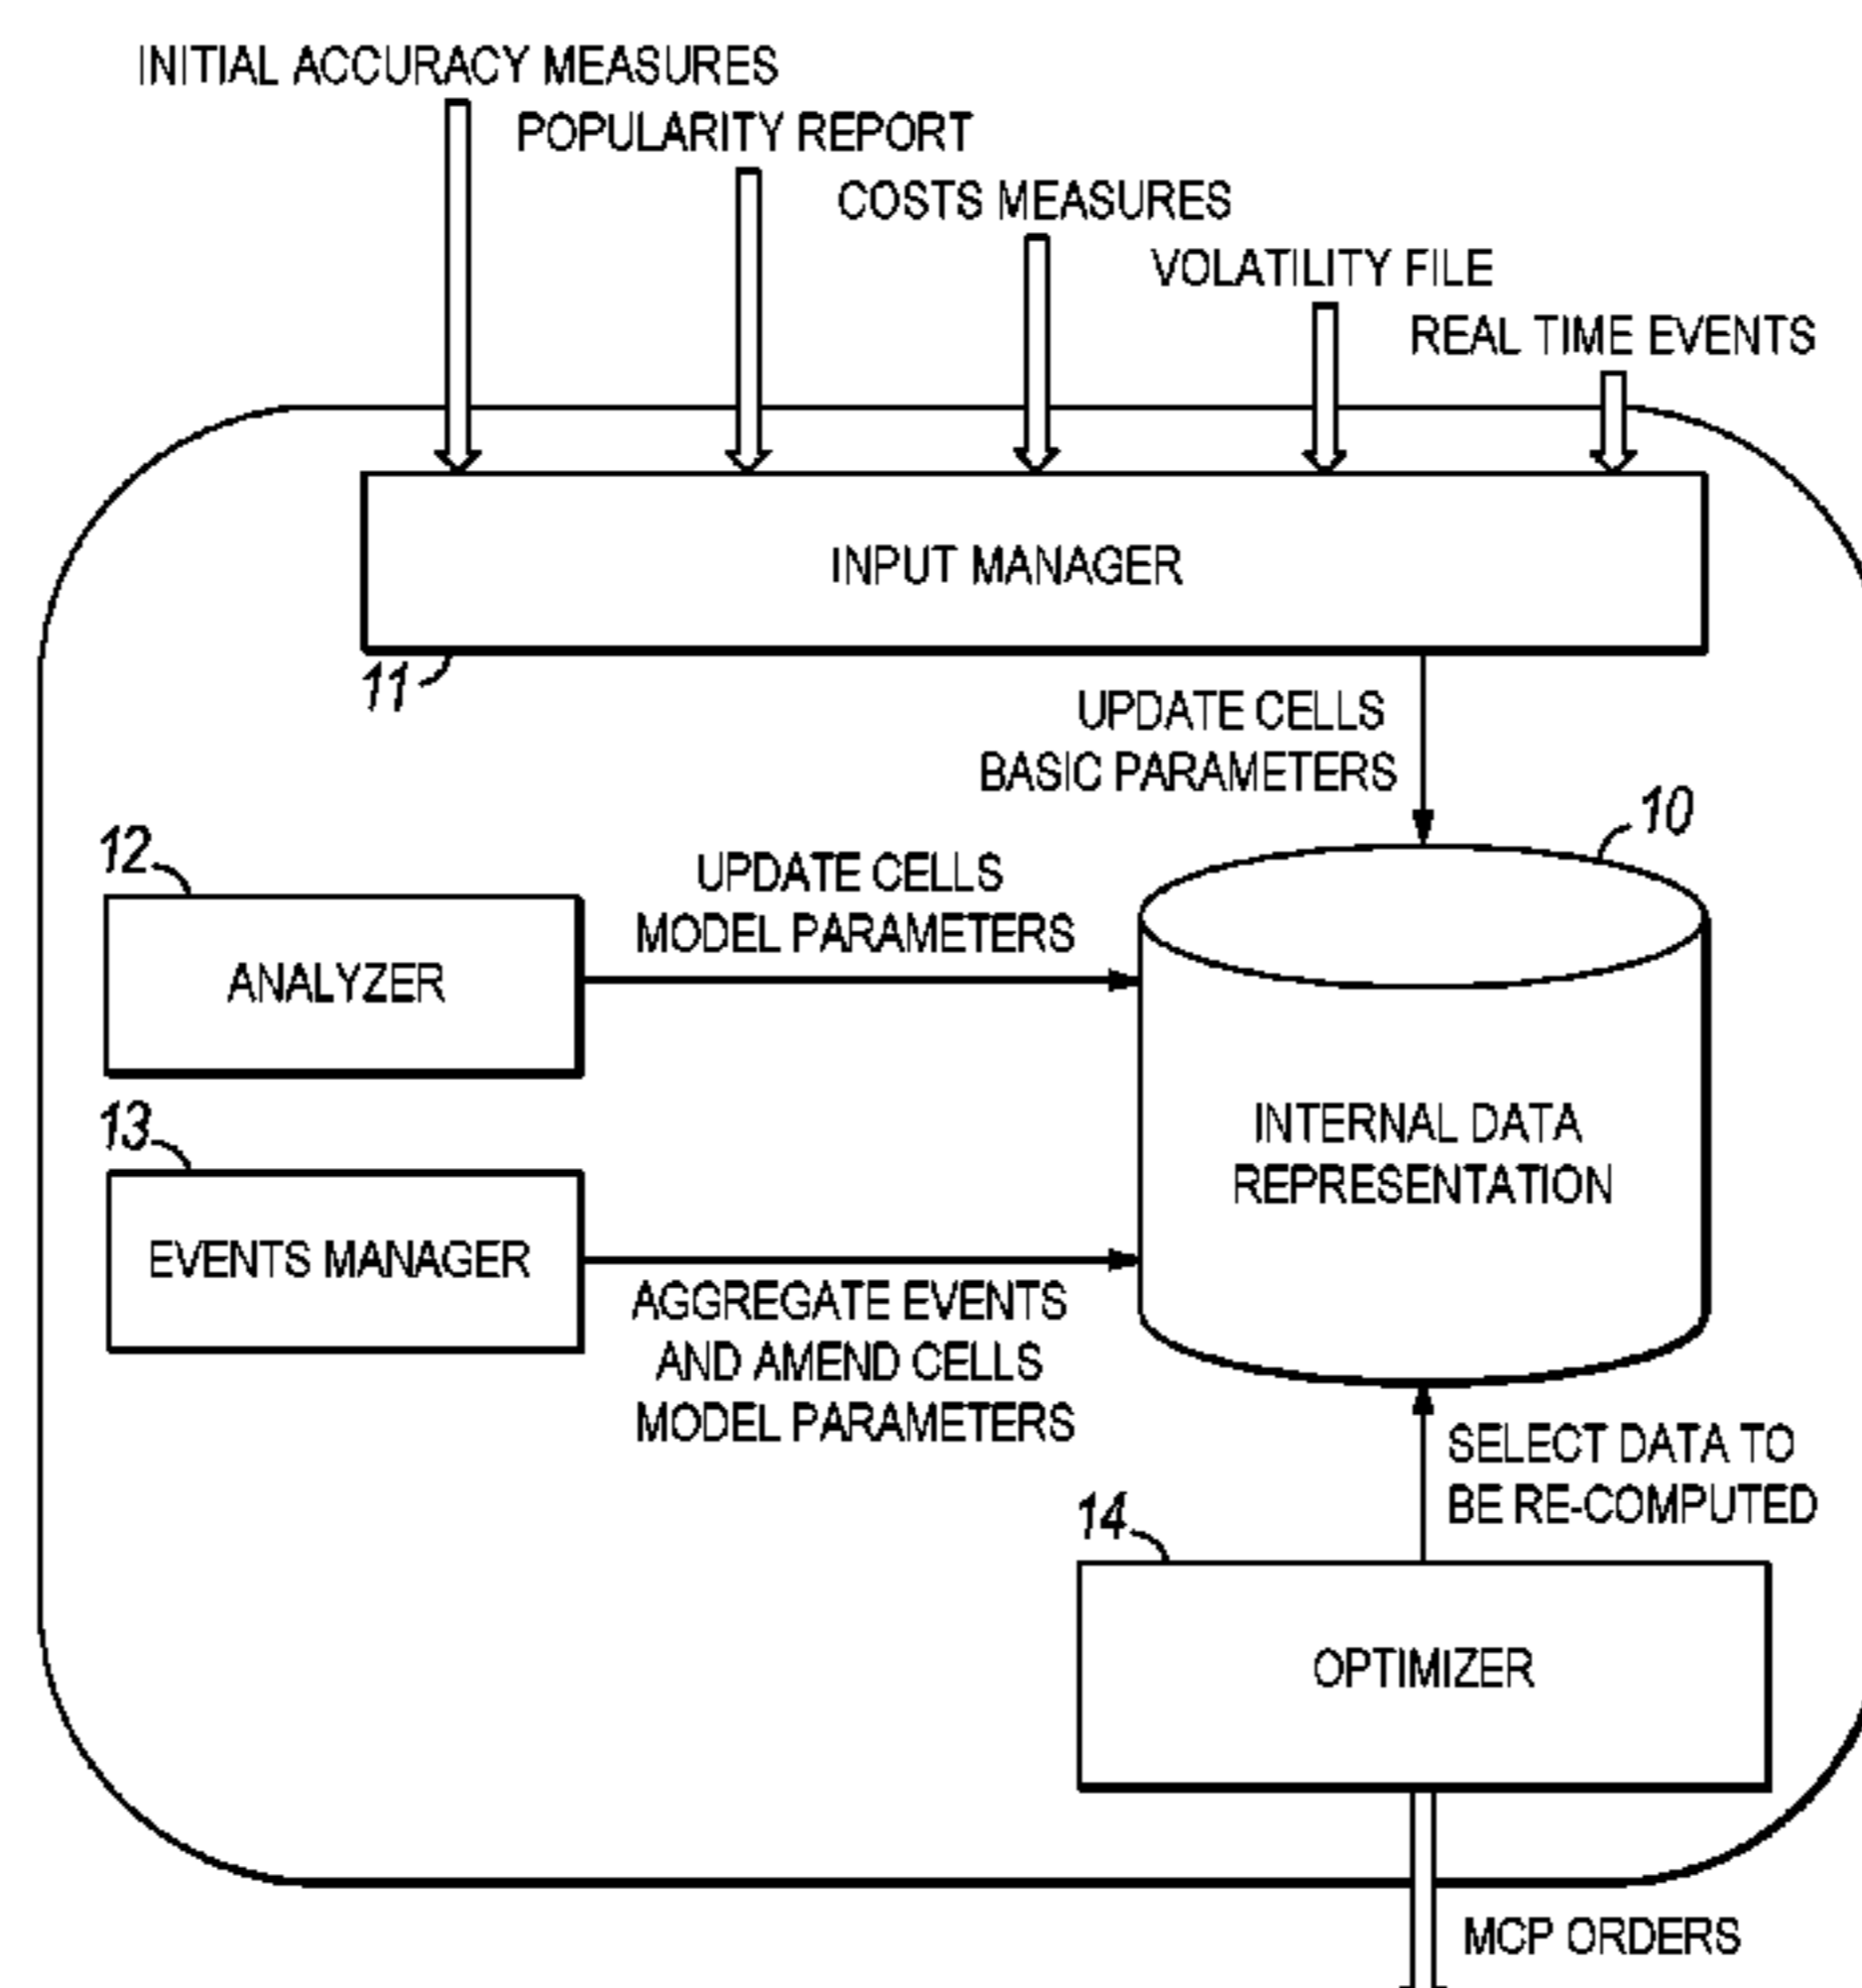 INITIAL ACCURACY MEASURES
POPULARITY REPORT
COSTS MEASURES
VOLATILITY FILE
REAL TIME EVENTS
INPUT MANAGER
11
UPDATE CELLS
BASIC PARAMETERS
10
12
UPDATE CELLS
MODEL PARAMETERS
ANALYZER
13
INTERNAL DATA
REPRESENTATION
EVENTS MANAGER
AGGREGATE EVENTS
AND AMEND CELLS
MODEL PARAMETERS
SELECT DATA TO
BE RE-COMPUTED
14
OPTIMIZER
MCP ORDERS